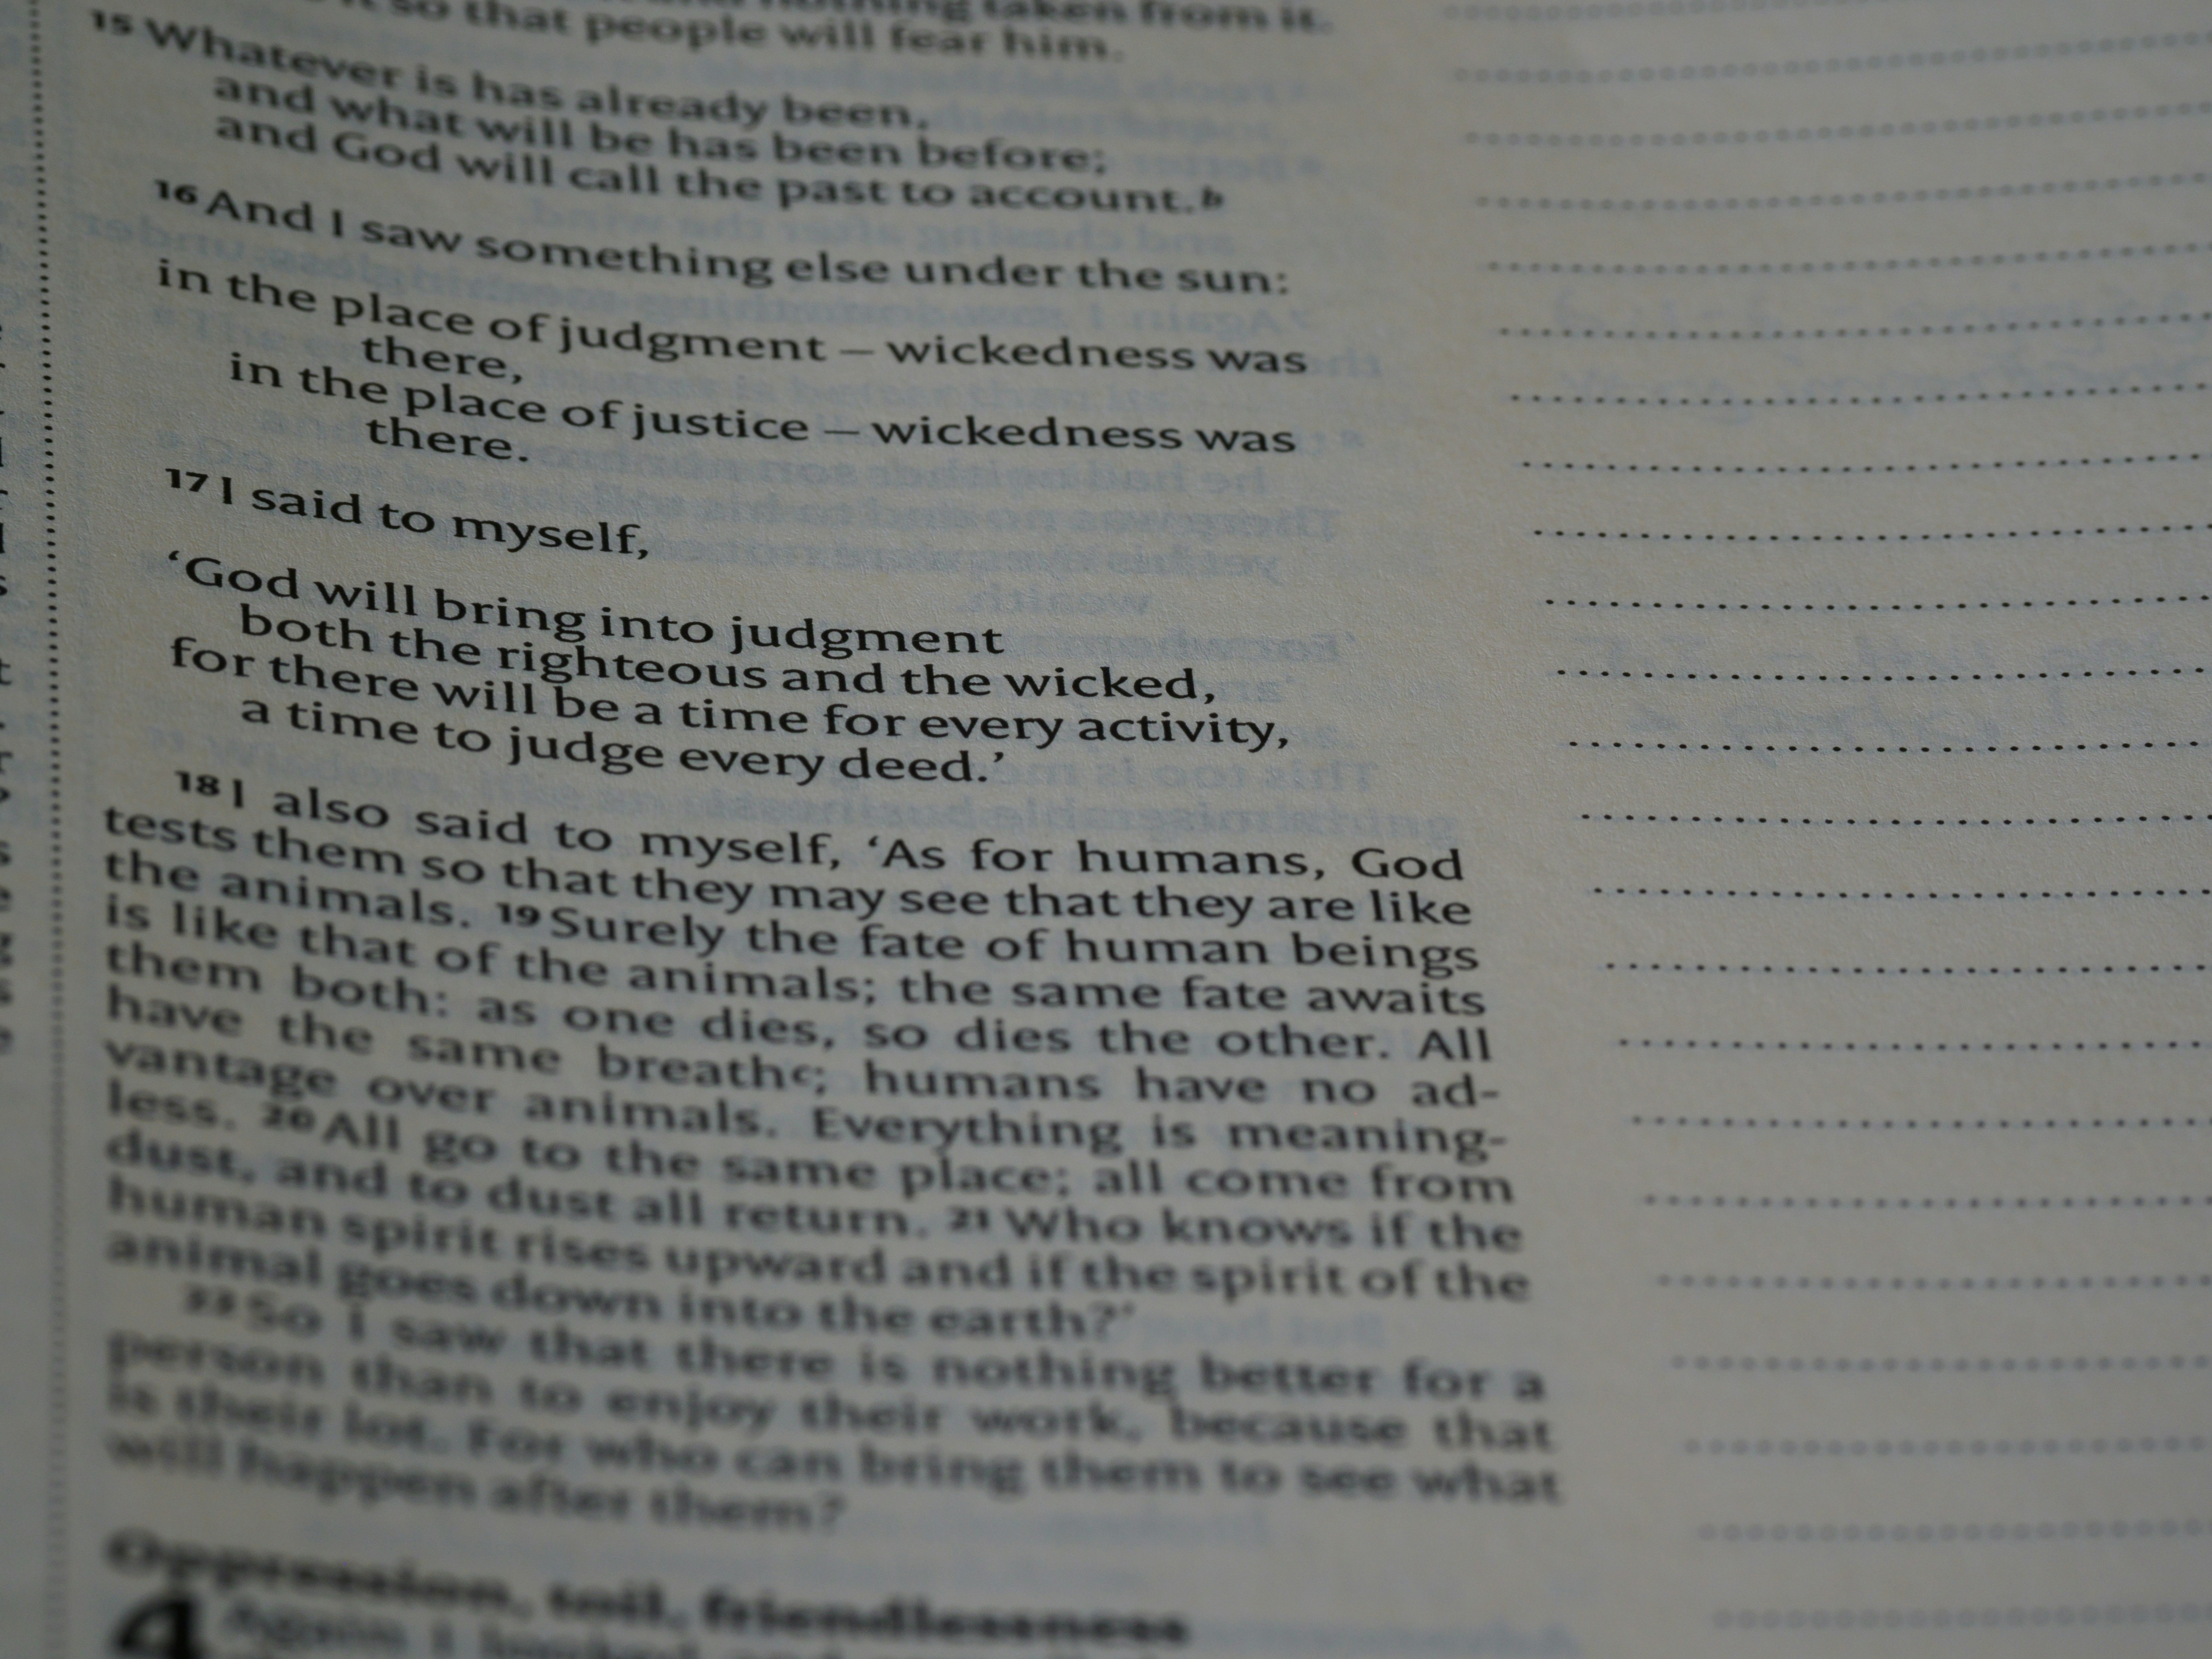 so that people will fear him.
15 Whatever is has already been,
and what will be has been before;
and God will call the past to account.b
16 And I saw something else under the sun:
in the place of judgment – wickedness was
there,
in the place of justice – wickedness was
there.
17 I said to myself,
‘God will bring into judgment
both the righteous and the wicked,
for there will be a time for every activity,
a time to judge every deed.’
18 I also said to myself, ‘As for humans, God
tests them so that they may see that they are like
the animals. 19 Surely the fate of human beings
is like that of the animals; the same fate awaits
them both: as one dies, so dies the other. All
have the same breathc; humans have no ad-
vantage over animals. Everything is meaning-
less. 20 All go to the same place; all come from
dust, and to dust all return. 21 Who knows if the
human spirit rises upward and if the spirit of the
animal goes down into the earth?’
22 So I saw that there is nothing better for a
person than to enjoy their work, because that
is their lot. For who can bring them to see what
will happen after them?
Oppression, toil, friendlessness
4 Again I looked and